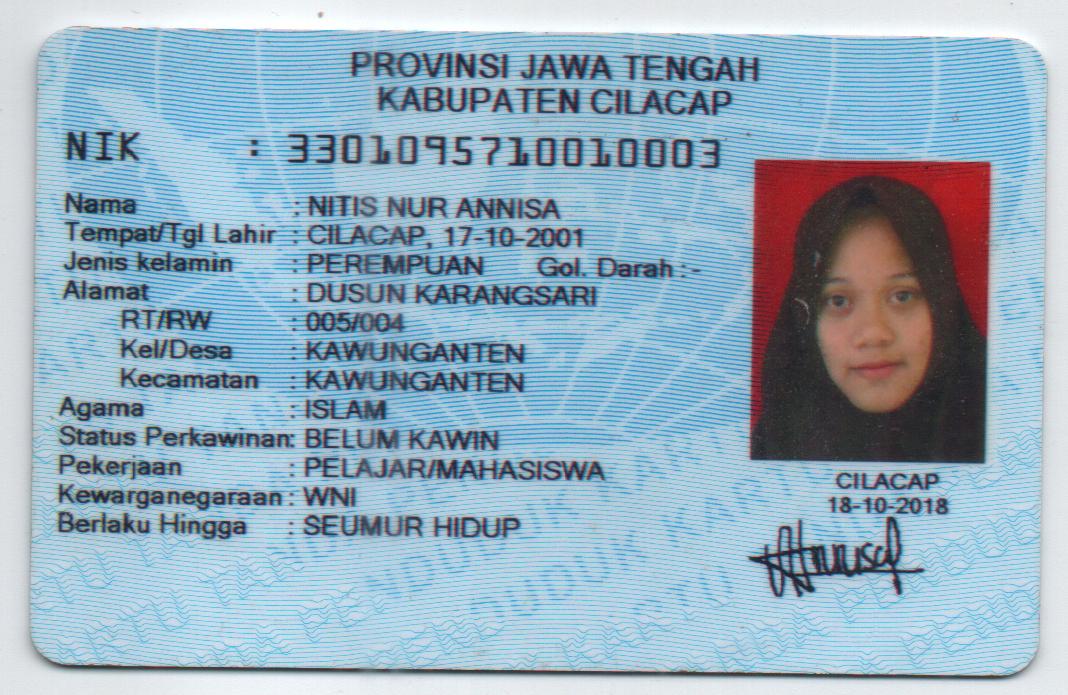 PROVINSI JAWA TENGAH
KABUPATEN CILACAP
NIK : 3301095710010003
Nama : NITIS NUR ANNISA
Tempat/Tgl Lahir : CILACAP, 17-10-2001
Jenis kelamin : PEREMPUAN Gol. Darah :-
Alamat : DUSUN KARANGSARI
RT/RW : 005/004
Kel/Desa : KAWUNGANTEN
Kecamatan : KAWUNGANTEN
Agama : ISLAM
Status Perkawinan: BELUM KAWIN
Pekerjaan : PELAJAR/MAHASISWA
Kewarganegaraan : WNI
Berlaku Hingga : SEUMUR HIDUP
CILACAP
18-10-2018